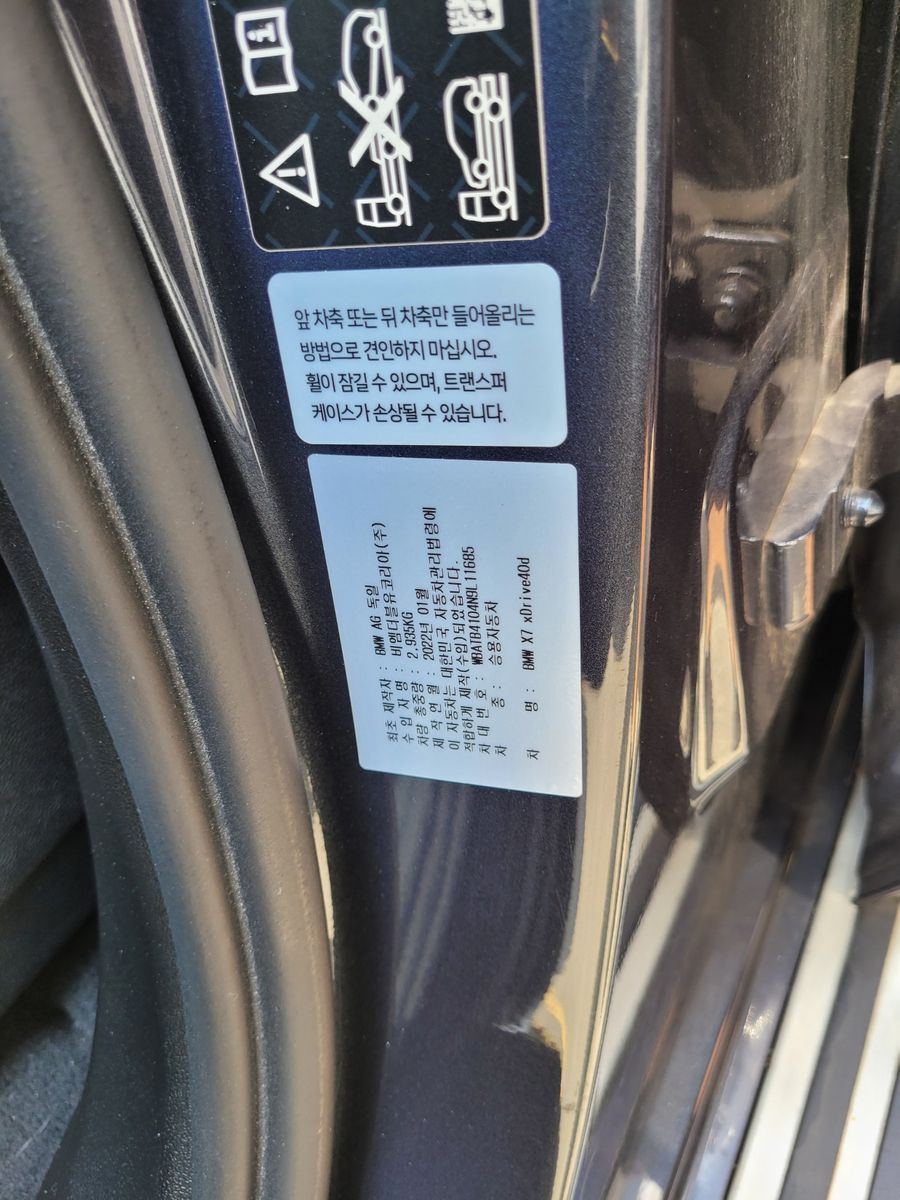 앞 차축 또는 뒤 차축만 들어올리는
방법으로 견인하지 마십시오.
휠이 잠길 수 있으며, 트랜스퍼
케이스가 손상될 수 있습니다.
최초 제작자 : BMW AG 독일
수 입 자 명 : 비엠더블유코리아(주)
차량 총중량 : 2,935KG
제 작 연 월 : 2022년 01월
이 자동차는 대한민국 자동차관리법령에
적합하게 제작(수입)되었습니다.
차 대 번 호 : WBATB4104N9L11685
차 종 : 승용자동차
차 명 : BMW X7 xDrive40d